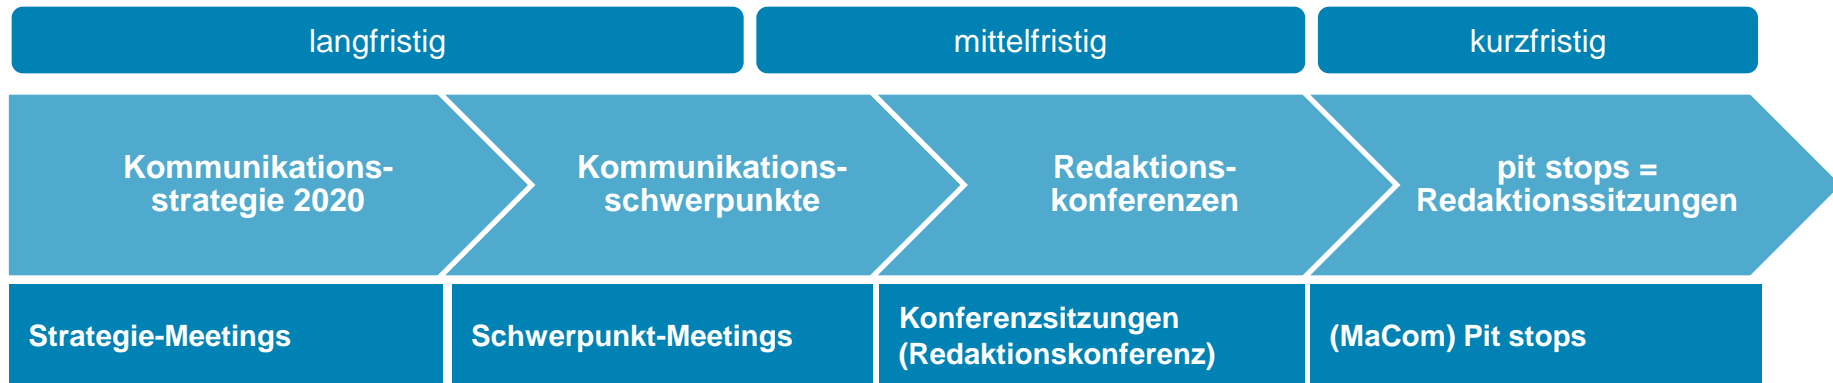 langfristig
mittelfristig
kurzfristig
Kommunikations-
strategie 2020
Kommunikations-
schwerpunkte
Redaktions-
konferenzen
pit stops =
Redaktionssitzungen
Strategie-Meetings
Schwerpunkt-Meetings
Konferenzsitzungen
(Redaktionskonferenz)
(MaCom) Pit stops